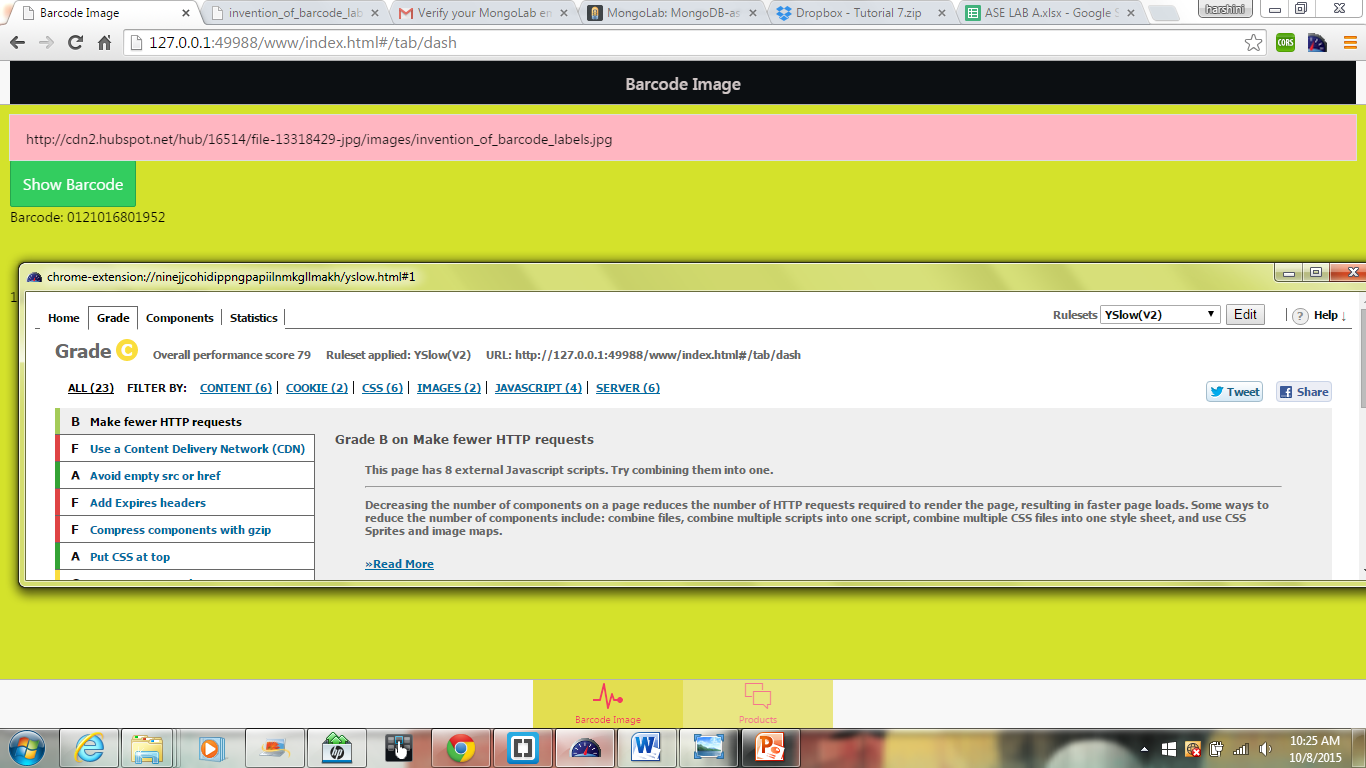 Barcode Image
invention_of_barcode_lab
Verify your MongoLab en
MongoLab: MongoDB-as
Dropbox - Tutorial 7.zip
ASE LAB A.xlsx - Google S
harshini
127.0.0.1:49988/www/index.html#/tab/dash
CORS
Barcode Image
http://cdn2.hubspot.net/hub/16514/file-13318429-jpg/images/invention_of_barcode_labels.jpg
Show Barcode
Barcode: 0121016801952
1
chrome-extension://ninejjcohidippngpapiilnmkgllmakh/yslow.html#1
Home Grade Components Statistics
Rulesets YSlow(V2) Edit ? Help ↓
Grade C Overall performance score 79 Ruleset applied: YSlow(V2) URL: http://127.0.0.1:49988/www/index.html#/tab/dash
ALL (23) FILTER BY: CONTENT (6) | COOKIE (2) | CSS (6) | IMAGES (2) | JAVASCRIPT (4) | SERVER (6)
Tweet Share
B Make fewer HTTP requests
F Use a Content Delivery Network (CDN)
A Avoid empty src or href
F Add Expires headers
F Compress components with gzip
A Put CSS at top
Grade B on Make fewer HTTP requests
This page has 8 external Javascript scripts. Try combining them into one.
Decreasing the number of components on a page reduces the number of HTTP requests required to render the page, resulting in faster page loads. Some ways to
reduce the number of components include: combine files, combine multiple scripts into one script, combine multiple CSS files into one style sheet, and use CSS
Sprites and image maps.
»Read More
Barcode Image
Products
10:25 AM
10/8/2015